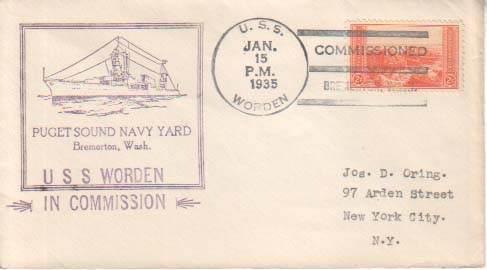 PUGET SOUND NAVY YARD
Bremerton, Wash.
USS WORDEN
IN COMMISSION
U.S.S.
JAN.
15
P.M.
1935
WORDEN
COMMISSIONED
Jos. D. Oring.
97 Arden Street
New York City.
N.Y.